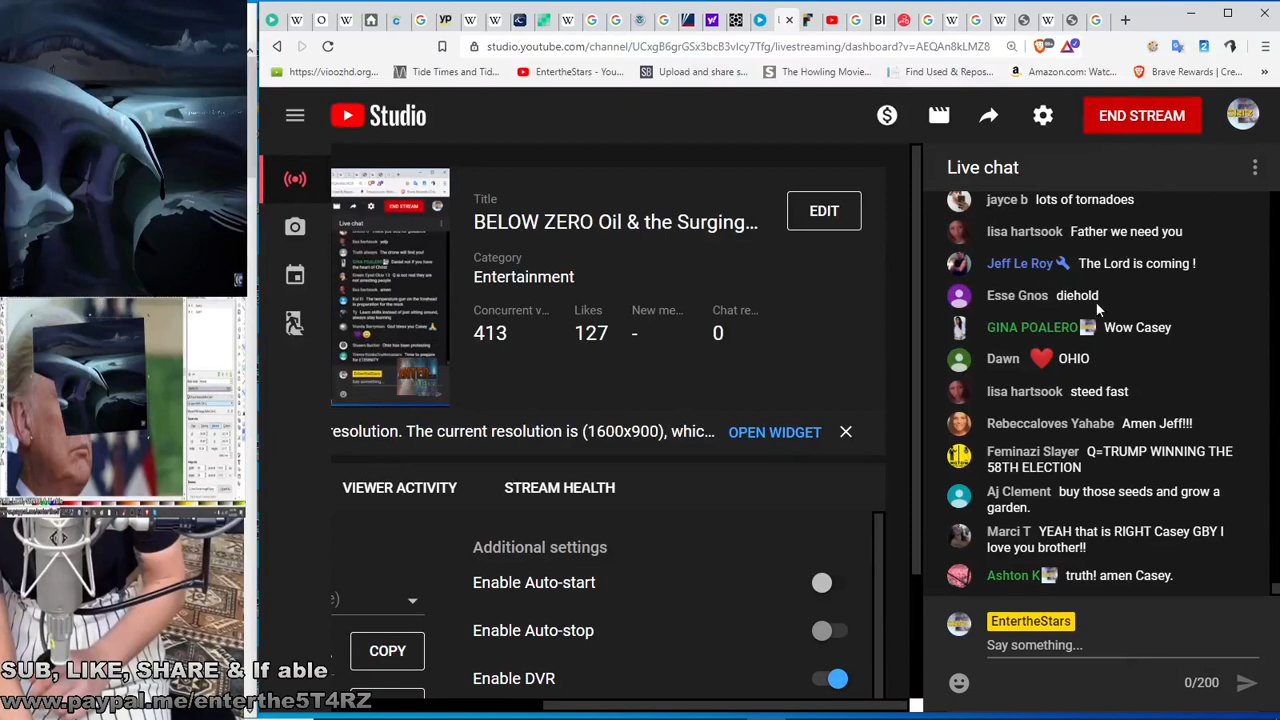 studio.youtube.com/channel/UCxgB6grGSx3bcB3vlcy7Tfg/livestreaming/dashboard?v=AEQAn8kLMZ8
https://vioozhd.org...
Tide Times and Tid...
EntertheStars - You...
Upload and share s...
The Howling Movie...
Find Used & Repos...
Amazon.com: Watc...
Brave Rewards | Cre...
Studio
END STREAM
Title
BELOW ZERO Oil & the Surging...
EDIT
Category
Entertainment
Concurrent v...
Likes
New me...
Chat re...
413
127
-
0
resolution. The current resolution is (1600x900), whic...
OPEN WIDGET
VIEWER ACTIVITY
STREAM HEALTH
Additional settings
Enable Auto-start
Enable Auto-stop
Enable DVR
COPY
Live chat
jayce b lots of tornadoes
lisa hartsook Father we need you
Jeff Le Roy The Lord is coming !
Esse Gnos diehold
GINA POALERO Wow Casey
Dawn OHIO
lisa hartsook steed fast
Rebeccaloves Yahabe Amen Jeff!!!
Feminazi Slayer Q=TRUMP WINNING THE
58TH ELECTION
Aj Clement buy those seeds and grow a
garden.
Marci T YEAH that is RIGHT Casey GBY I
love you brother!!
Ashton K truth! amen Casey.
EntertheStars
Say something...
0/200
SUB, LIKE, SHARE & If able
www.paypal.me/enterthe5T4RZ